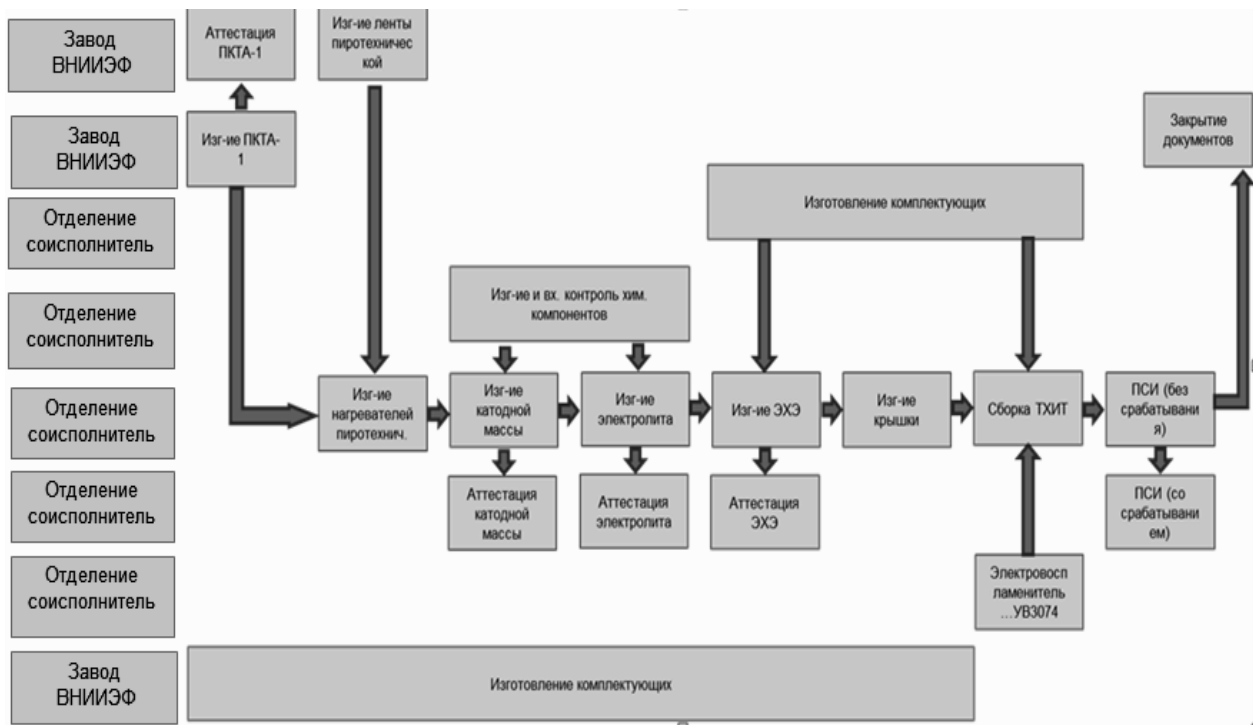 Завод
ВНИИЭФ
Аттестация
ПКТА-1
Изг-ие ленты
пиротехничес
кой
Завод
ВНИИЭФ
Изг-ие ПКТА-
1
Закрытие
документов
Отделение
соисполнитель
Изготовление комплектующих
Отделение
соисполнитель
Изг-ие и вх. контроль хим.
компонентов
Отделение
соисполнитель
Изг-ие
нагревателей
пиротехнич.
Изг-ие
катодной
массы
Изг-ие
электролита
Изг-ие ЭХЭ
Изг-ие
крышки
Сборка ТХИТ
ПСИ (без
срабатывани
я)
Отделение
соисполнитель
Аттестация
катодной
массы
Аттестация
электролита
Аттестация
ЭХЭ
ПСИ (со
срабатывани
ем)
Отделение
соисполнитель
Электровосп
ламенитель
...УВ3074
Завод
ВНИИЭФ
Изготовление комплектующих